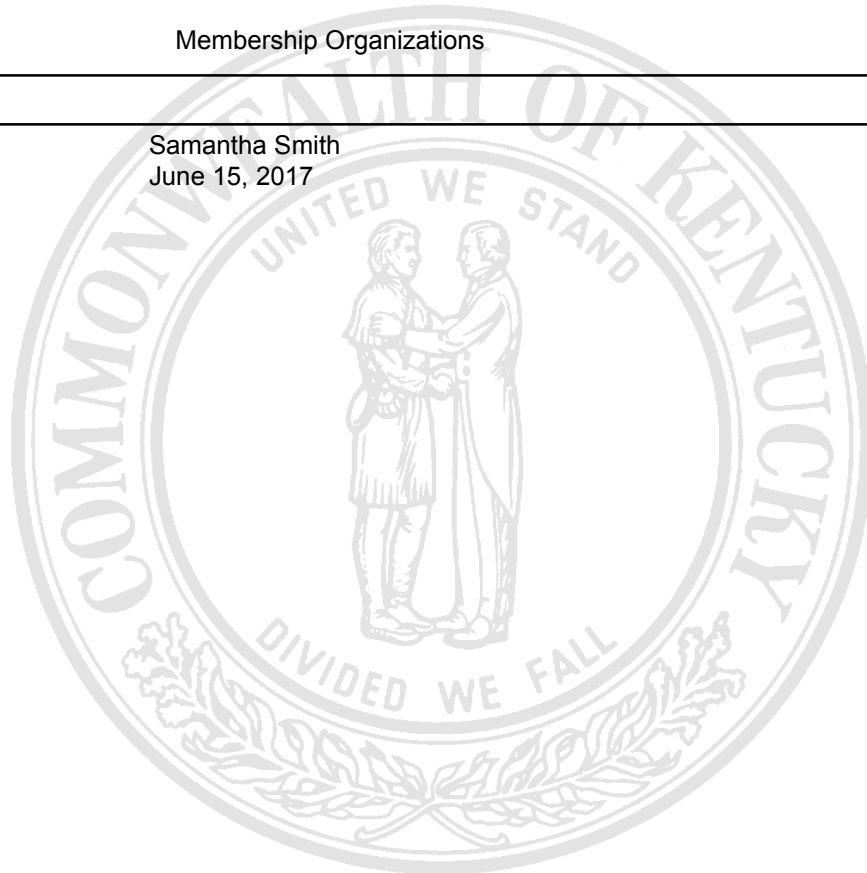 Membership Organizations
Samantha Smith
June 15, 2017
COMMONWEALTH OF KENTUCKY
UNITED WE STAND
DIVIDED WE FALL